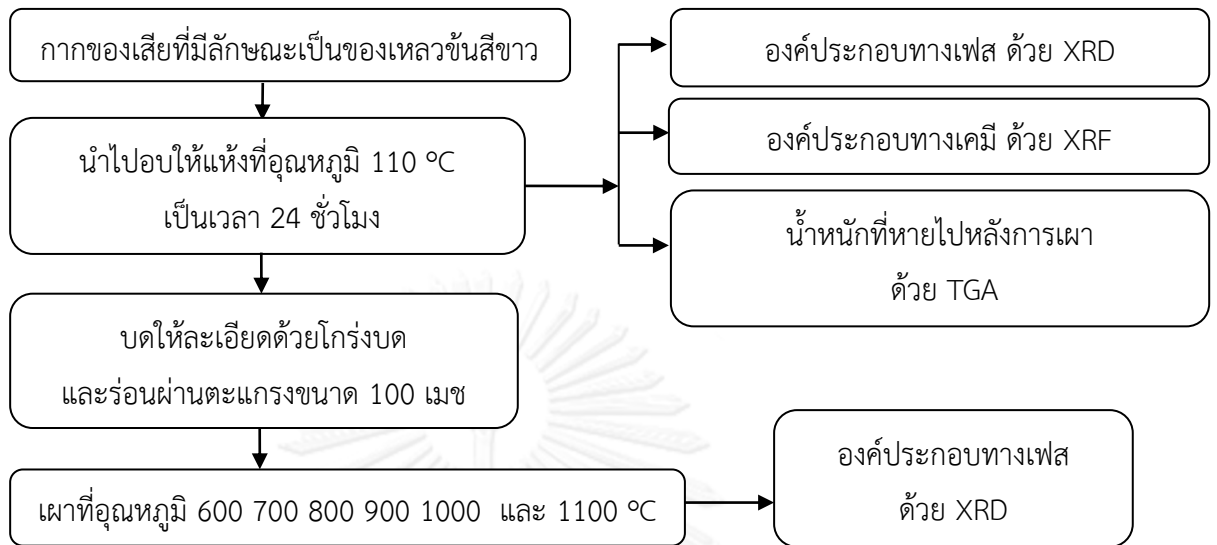 กากของเสียที่มีลักษณะเป็นของเหลวข้นสีขาว
นำไปอบให้แห้งที่อุณหภูมิ 110 ºC
เป็นเวลา 24 ชั่วโมง
บดให้ละเอียดด้วยโกร่งบด
และร่อนผ่านตะแกรงขนาด 100 เมช
เผาที่อุณหภูมิ 600 700 800 900 1000 และ 1100 ºC
องค์ประกอบทางเฟส ด้วย XRD
องค์ประกอบทางเคมี ด้วย XRF
น้ำหนักที่หายไปหลังการเผา
ด้วย TGA
องค์ประกอบทางเฟส
ด้วย XRD